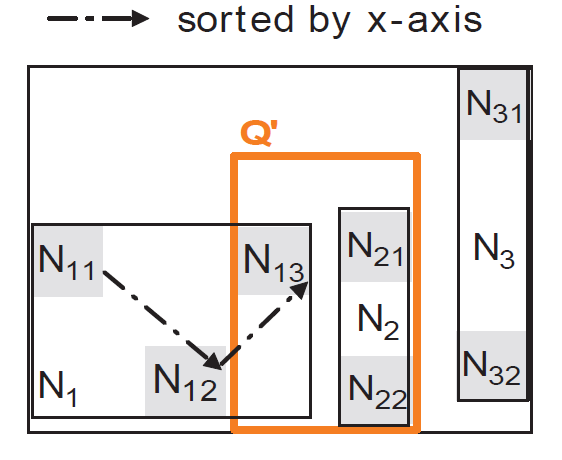 sorted by x-axis
N31
Q'
N11 N13 N21 N3
N2
N1 N12 N22 N32